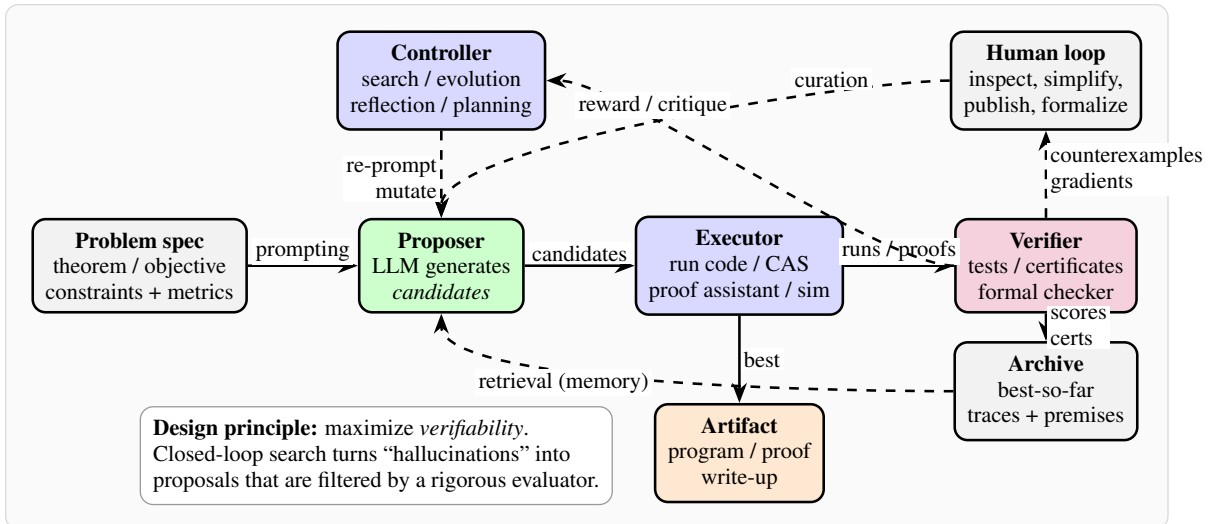 Controller
search / evolution
reflection / planning
Human loop
inspect, simplify,
publish, formalize
curation
reward / critique
re-prompt
mutate
counterexamples
gradients
Problem spec
theorem / objective
constraints + metrics
prompting
Proposer
LLM generates
candidates
candidates
Executor
run code / CAS
proof assistant / sim
runs / proofs
Verifier
tests / certificates
formal checker
scores
certs
best
retrieval (memory)
Archive
best-so-far
traces + premises
Artifact
program / proof
write-up
Design principle: maximize verifiability.
Closed-loop search turns “hallucinations” into
proposals that are filtered by a rigorous evaluator.